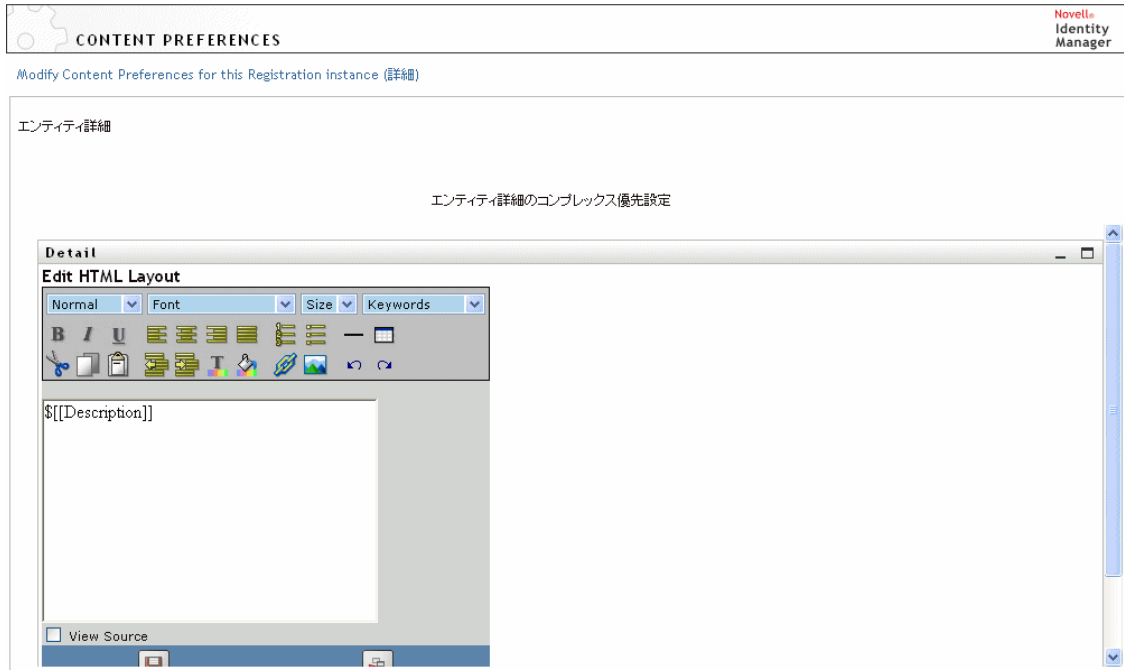 Novell®
Identity
Manager
CONTENT PREFERENCES
Modify Content Preferences for this Registration instance (詳細)
エンティティ詳細
エンティティ詳細のコンプレックス優先設定
Detail
Edit HTML Layout
Normal Font Size Keywords
B I U
T
$[[Description]]
View Source